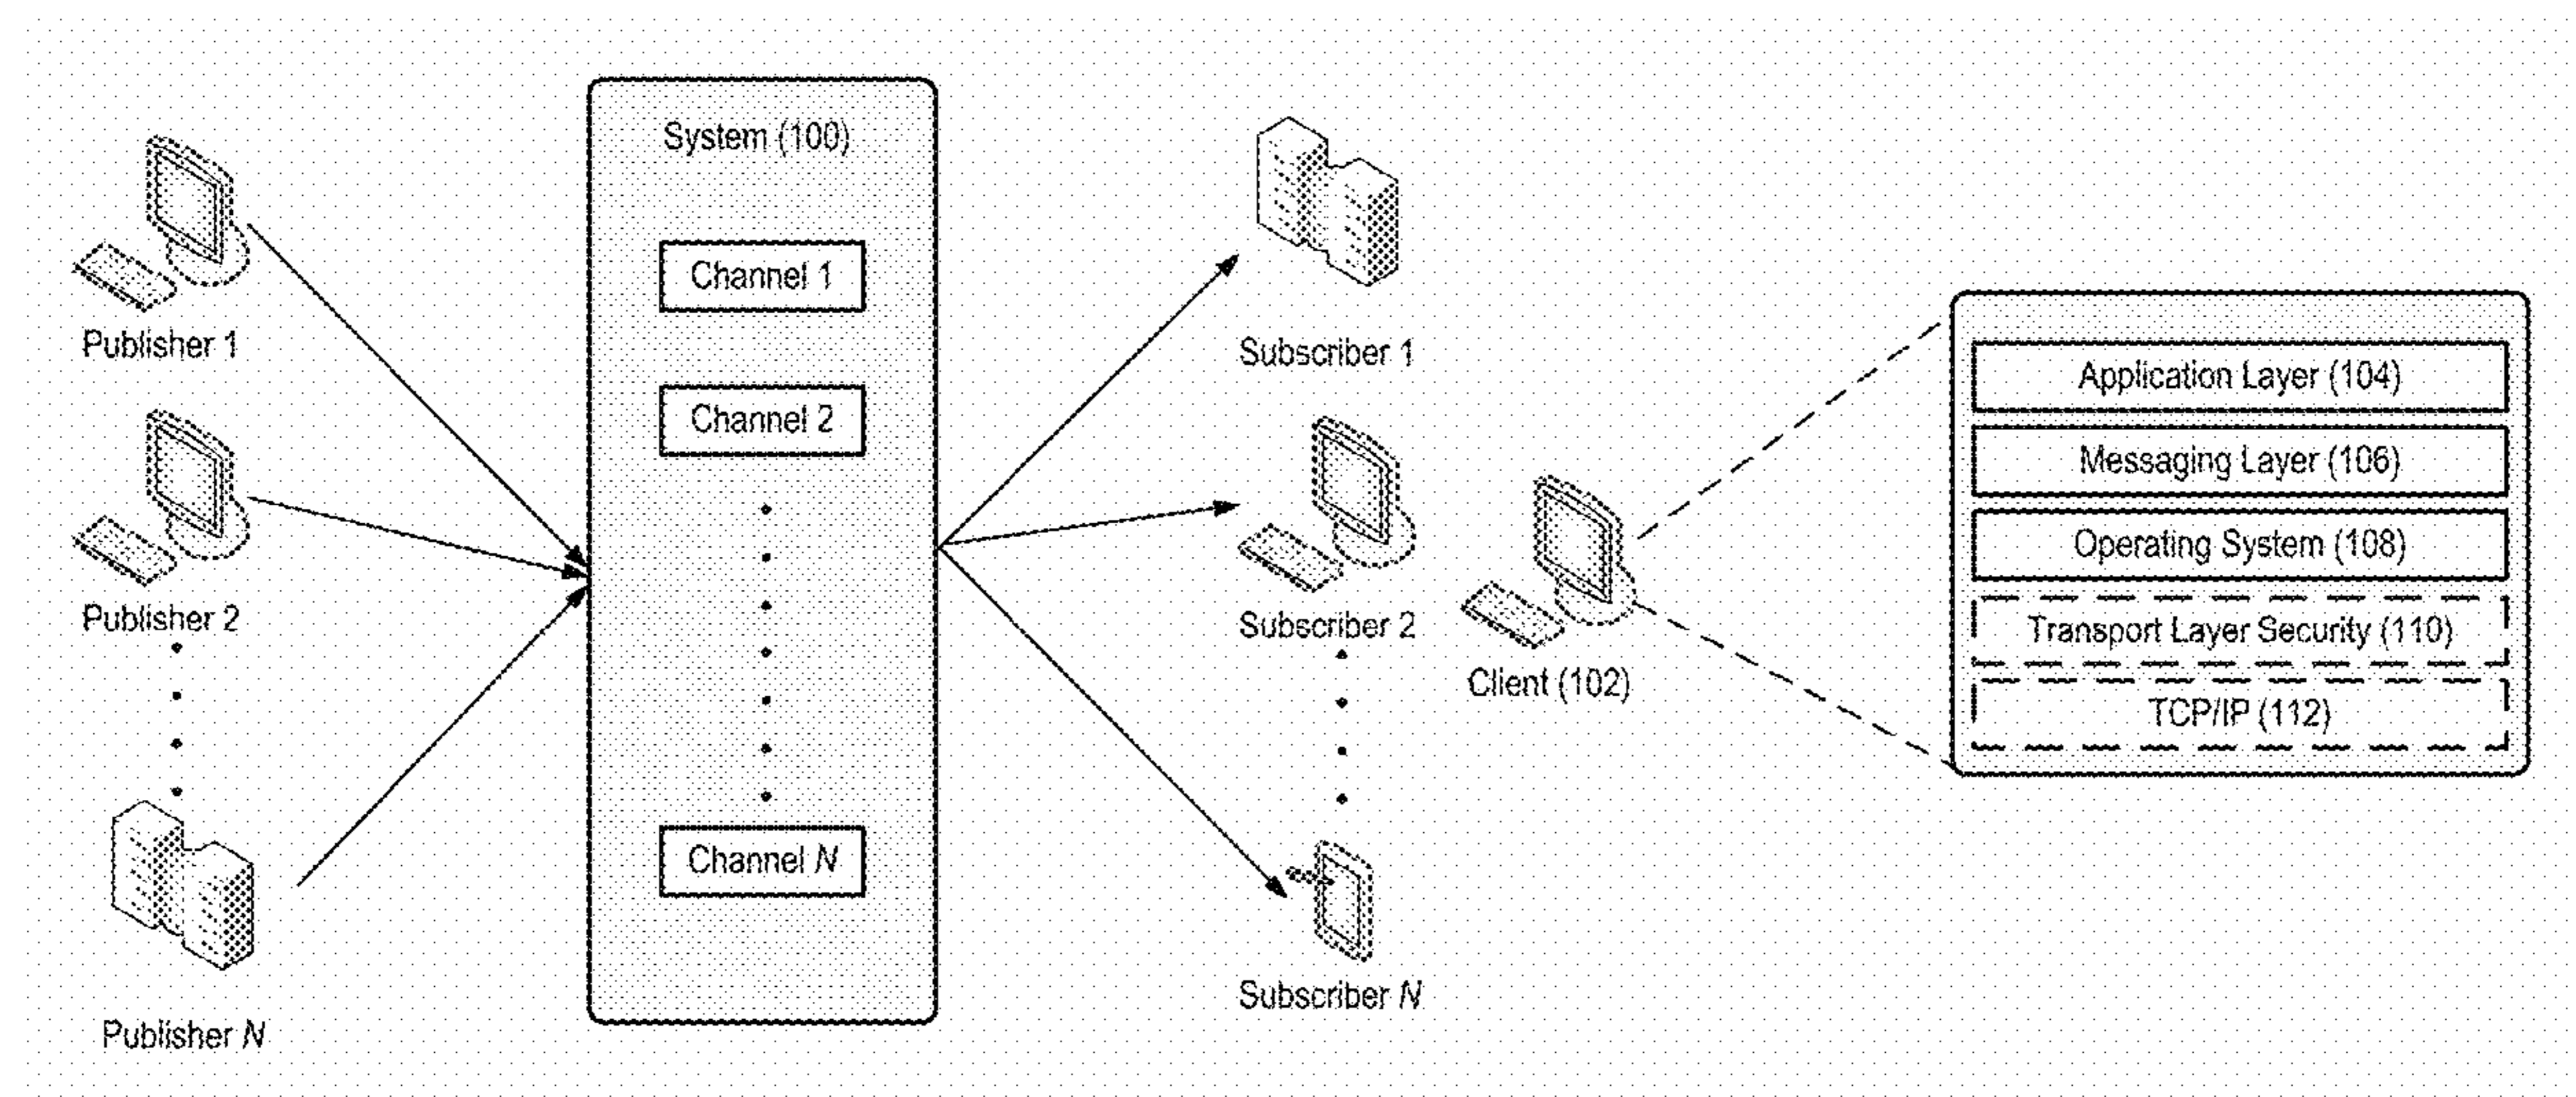 System (100)
Channel 1
Channel 2
Channel N
Publisher 1
Publisher 2
Publisher N
Subscriber 1
Subscriber 2
Subscriber N
Client (102)
Application Layer (104)
Messaging Layer (106)
Operating System (108)
Transport Layer Security (110)
TCP/IP (112)